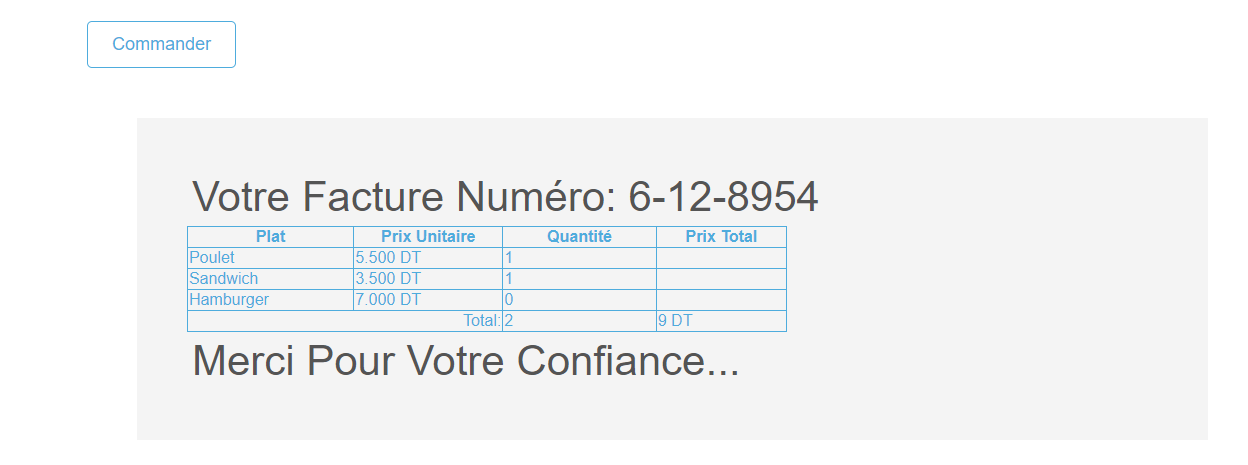 Commander
Votre Facture Numéro: 6-12-8954
Plat Prix Unitaire Quantité Prix Total
Poulet 5.500 DT 1
Sandwich 3.500 DT 1
Hamburger 7.000 DT 0
Total: 2 9 DT
Merci Pour Votre Confiance...